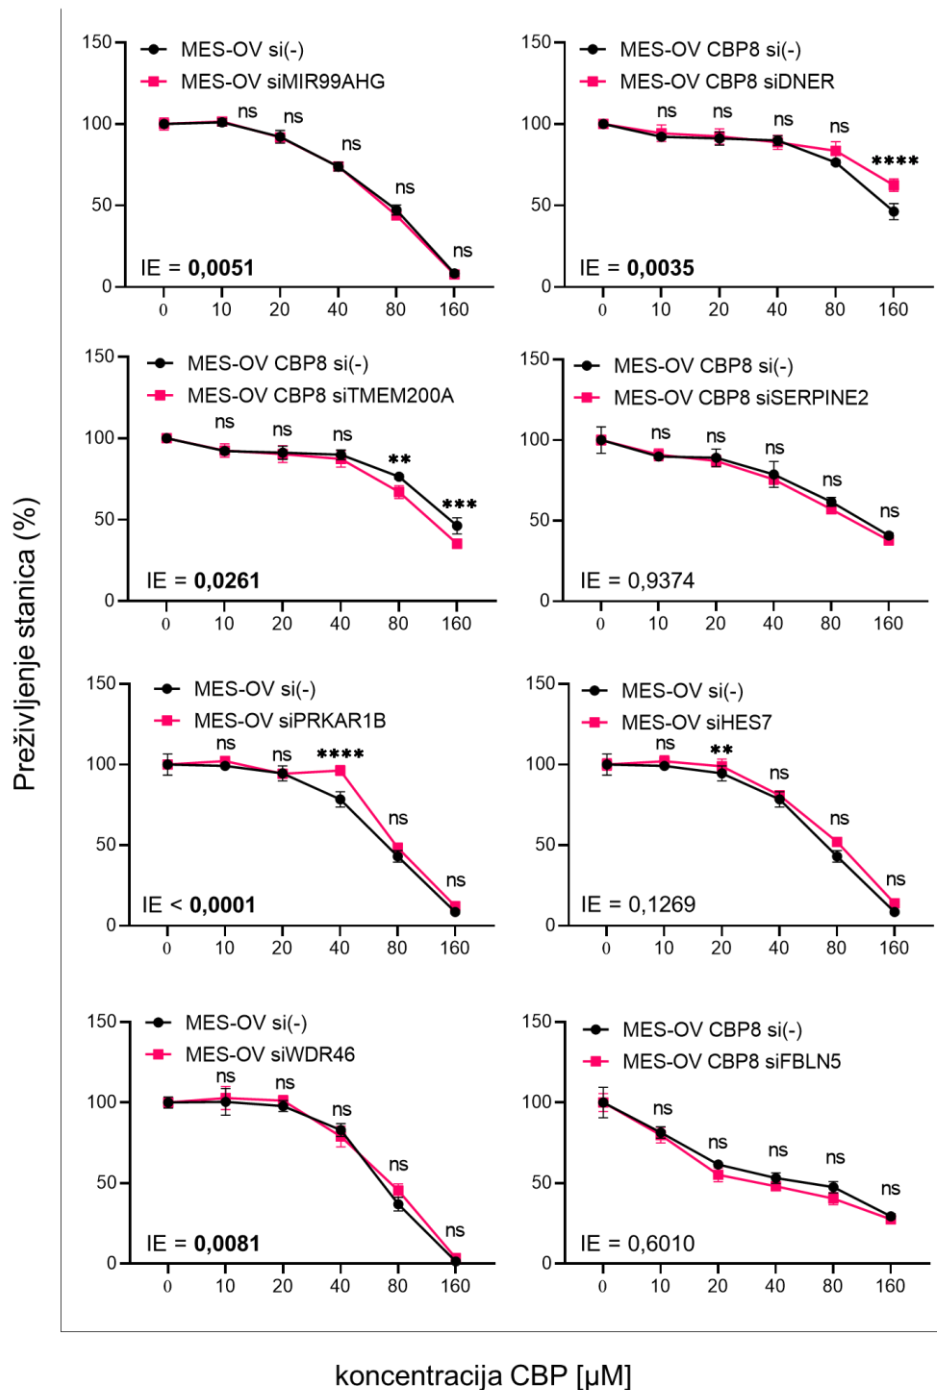 Preživljenje stanica (%)
MES-OV si(-)
MES-OV siMIR99AHG
150
100
50
0
ns
ns
ns
ns
ns
IE = 0,0051
0 10 20 40 80 160
MES-OV CBP8 si(-)
MES-OV CBP8 siDNER
150
100
50
0
ns
ns
ns
ns
****
IE = 0,0035
0 10 20 40 80 160
MES-OV CBP8 si(-)
MES-OV CBP8 siTMEM200A
150
100
50
0
ns
ns
ns
**
***
IE = 0,0261
0 10 20 40 80 160
MES-OV CBP8 si(-)
MES-OV CBP8 siSERPINE2
150
100
50
0
ns
ns
ns
ns
ns
IE = 0,9374
0 10 20 40 80 160
MES-OV si(-)
MES-OV siPRKAR1B
150
100
50
0
ns
ns
****
ns
ns
IE < 0,0001
0 10 20 40 80 160
MES-OV si(-)
MES-OV siHES7
150
100
50
0
ns
**
ns
ns
ns
IE = 0,1269
0 10 20 40 80 160
MES-OV si(-)
MES-OV siWDR46
150
100
50
0
ns
ns
ns
ns
ns
IE = 0,0081
0 10 20 40 80 160
MES-OV CBP8 si(-)
MES-OV CBP8 siFBLN5
150
100
50
0
ns
ns
ns
ns
ns
IE = 0,6010
0 10 20 40 80 160
koncentracija CBP [µM]